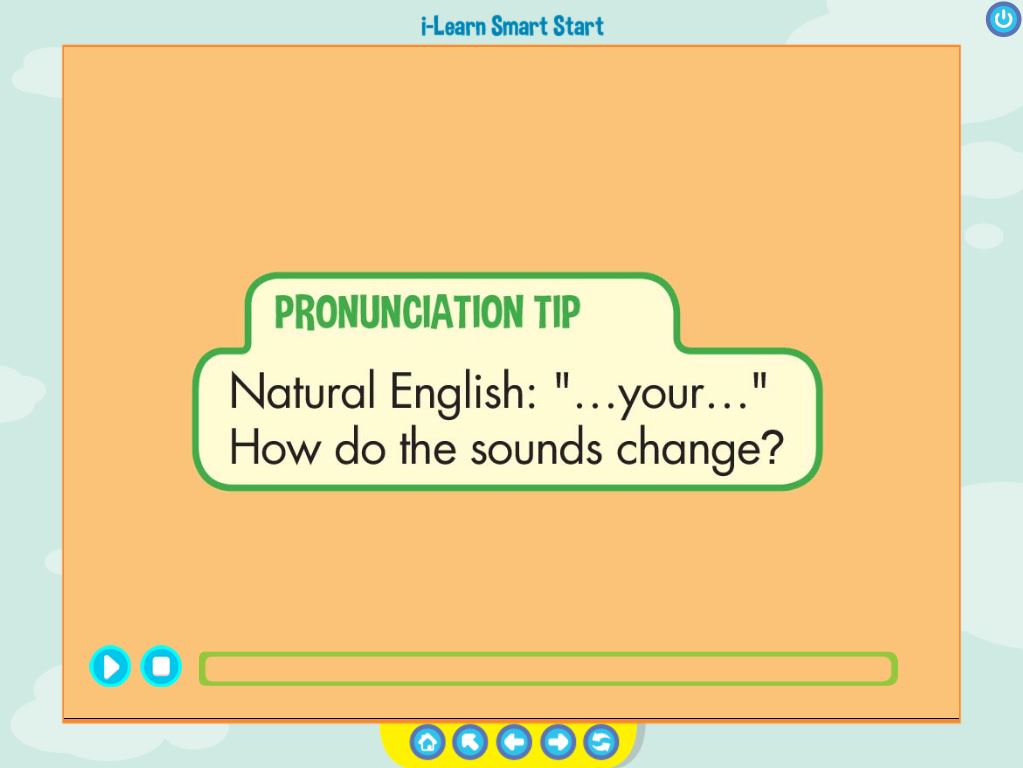 i-Learn Smart Start
PRONUNCIATION TIP
Natural English: "...your..."
How do the sounds change?